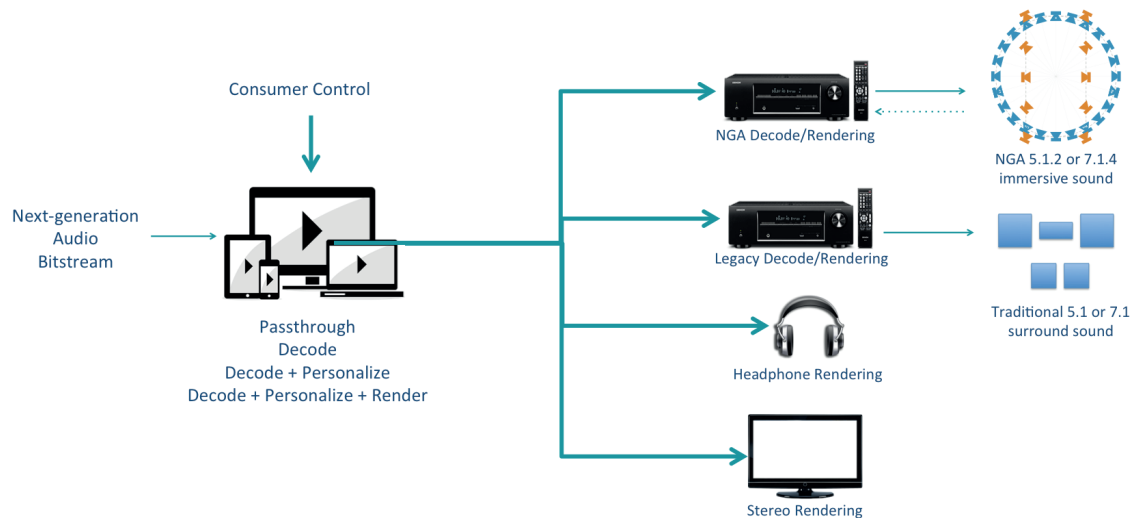 Consumer Control
Next-generation
Audio
Bitstream
Passthrough
Decode
Decode + Personalize
Decode + Personalize + Render
NGA Decode/Rendering
NGA 5.1.2 or 7.1.4
immersive sound
Legacy Decode/Rendering
Traditional 5.1 or 7.1
surround sound
Headphone Rendering
Stereo Rendering